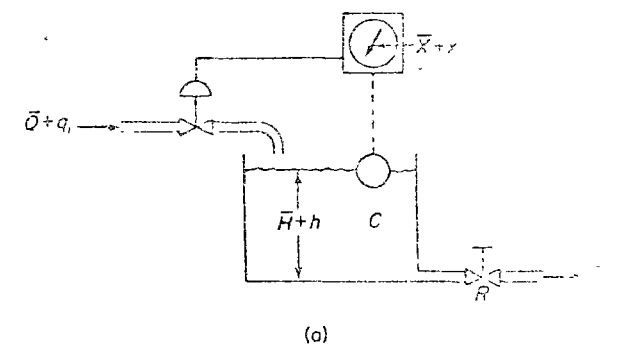 X̄ + x
Q̄ + q₁
H̄ + h
C
R
(a)